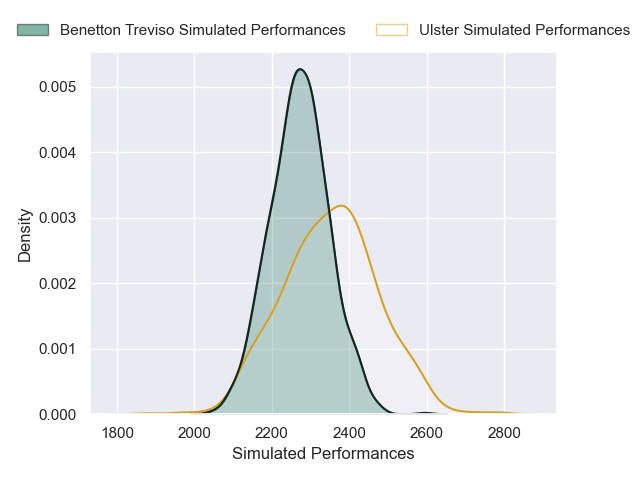 Benetton Treviso Simulated Performances Ulster Simulated Performances
0.005
0.004
0.003
0.002
0.001
0.000
Density
1800 2000 2200 2400 2600 2800
Simulated Performances